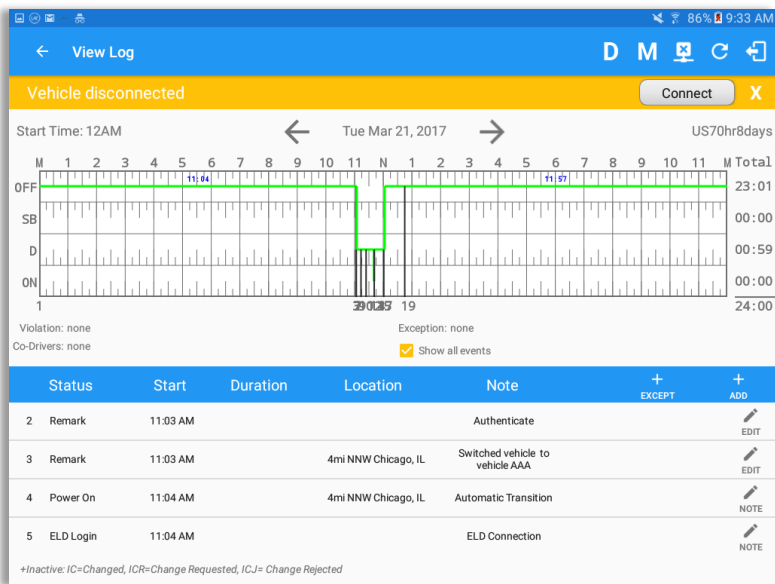 86% 9:33 AM
View Log D M
Vehicle disconnected Connect X
Start Time: 12AM Tue Mar 21, 2017 US70hr8days
M 1 2 3 4 5 6 7 8 9 10 11 N 1 2 3 4 5 6 7 8 9 10 11 M Total
OFF 11:04 11:57 23:01
SB 00:00
D 00:59
ON 00:00
1 19 24:00
Violation: none Exception: none
Co-Drivers: none Show all events
Status Start Duration Location Note + EXCEPT + ADD
2 Remark 11:03 AM Authenticate EDIT
3 Remark 11:03 AM 4mi NNW Chicago, IL Switched vehicle to vehicle AAA EDIT
4 Power On 11:04 AM 4mi NNW Chicago, IL Automatic Transition NOTE
5 ELD Login 11:04 AM ELD Connection NOTE
+Inactive: IC=Changed, ICR=Change Requested, ICJ= Change Rejected